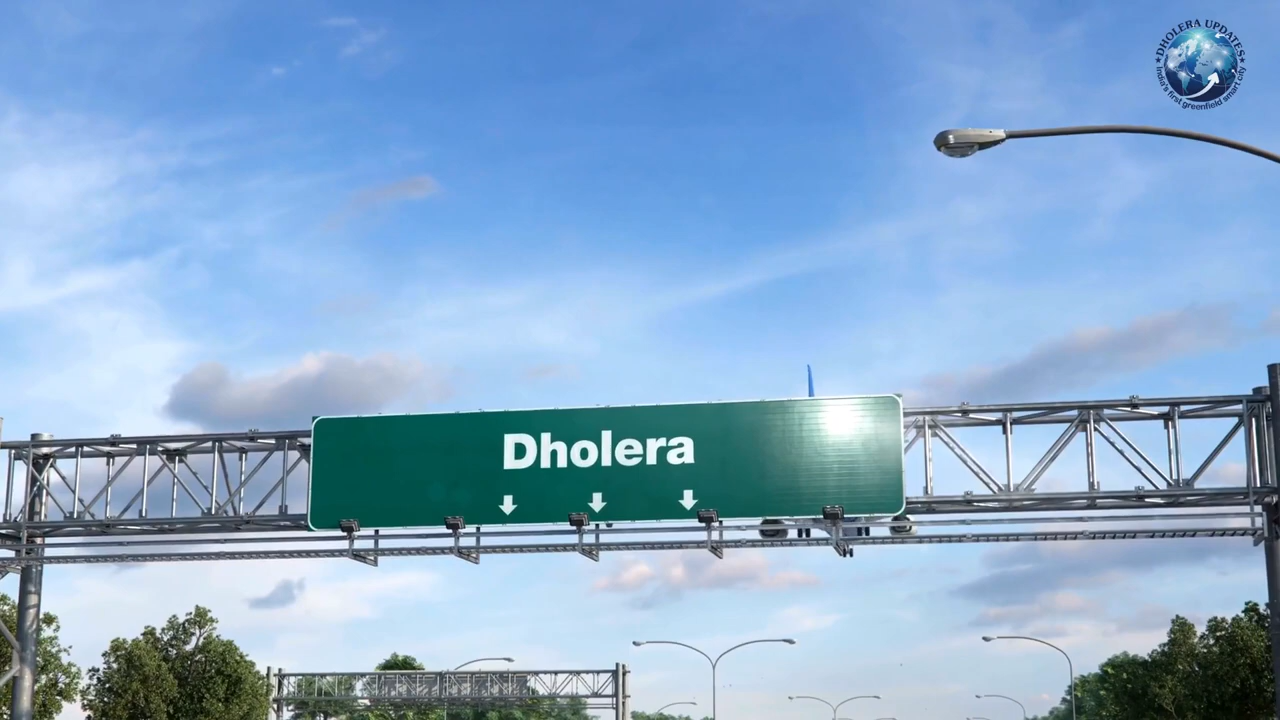 ★DHOLERA UPDATES★
India's first greenfield smart city
Dholera